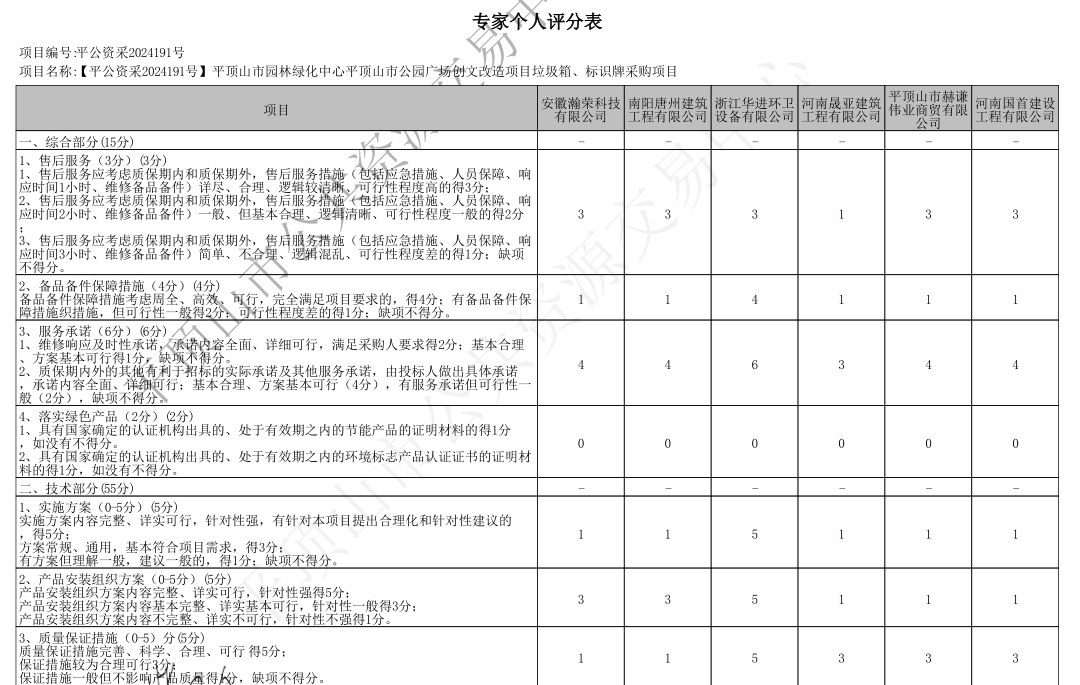 专家个人评分表
项目编号:平公资采2024191号
项目名称:【平公资采2024191号】平顶山市园林绿化中心平顶山市公园广场创文改造项目垃圾箱、标识牌采购项目
项目
安徽瀚荣科技有限公司
南阳唐州建筑工程有限公司
浙江华进环卫设备有限公司
河南晟亚建筑工程有限公司
平顶山市赫谦伟业商贸有限公司
河南国首建设工程有限公司
一、综合部分(15分) － － － － － －
1、售后服务（3分）(3分)
1、售后服务应考虑质保期内和质保期外，售后服务措施（包括应急措施、人员保障、响
应时间1小时、维修备品备件）详尽、合理、逻辑较清晰、可行性程度高的得3分；
2、售后服务应考虑质保期内和质保期外，售后服务措施（包括应急措施、人员保障、响
应时间2小时、维修备品备件）一般、但基本合理、逻辑清晰、可行性程度一般的得2分
；
3、售后服务应考虑质保期内和质保期外，售后服务措施（包括应急措施、人员保障、响
应时间3小时、维修备品备件）简单、不合理、逻辑混乱、可行性程度差的得1分；缺项
不得分。
3 3 3 1 3 3
2、备品备件保障措施（4分）(4分)
备品备件保障措施考虑周全、高效、可行，完全满足项目要求的，得4分；有备品备件保
障措施织措施，但可行性一般得2分；可行性程度差的得1分；缺项不得分。
1 1 4 1 1 1
3、服务承诺（6分）(6分)
1、维修响应及时性承诺，承诺内容全面、详细可行，满足采购人要求得2分；基本合理
、方案基本可行得1分，缺项不得分。
2、质保期内外的其他有利于招标的实际承诺及其他服务承诺，由投标人做出具体承诺
，承诺内容全面、详细可行；基本合理、方案基本可行（4分），有服务承诺但可行性一
般（2分），缺项不得分。
4 4 6 3 4 4
4、落实绿色产品（2分）(2分)
1、具有国家确定的认证机构出具的、处于有效期之内的节能产品的证明材料的得1分
，如没有不得分。
2、具有国家确定的认证机构出具的、处于有效期之内的环境标志产品认证证书的证明材
料的得1分，如没有不得分。
0 0 0 0 0 0
二、技术部分(55分) － － － － － －
1、实施方案（0-5分）(5分)
实施方案内容完整、详实可行，针对性强，有针对本项目提出合理化和针对性建议的
，得5分；
方案常规、通用，基本符合项目需求，得3分；
有方案但理解一般，建议一般的，得1分；缺项不得分。
1 1 5 1 1 1
2、产品安装组织方案（0-5分）(5分)
产品安装组织方案内容完整、详实可行，针对性强得5分；
产品安装组织方案内容基本完整、详实基本可行，针对性一般得3分；
产品安装组织方案内容不完整、详实不可行，针对性不强得1分。
3 3 5 1 1 1
3、质量保证措施（0-5）分(5分)
质量保证措施完善、科学、合理、可行 得5分；
保证措施较为合理可行3分；
保证措施一般但不影响产品质量得1分，缺项不得分。
1 1 5 3 3 3
平顶山市公共资源交易中心
平顶山市公共资源交易中心